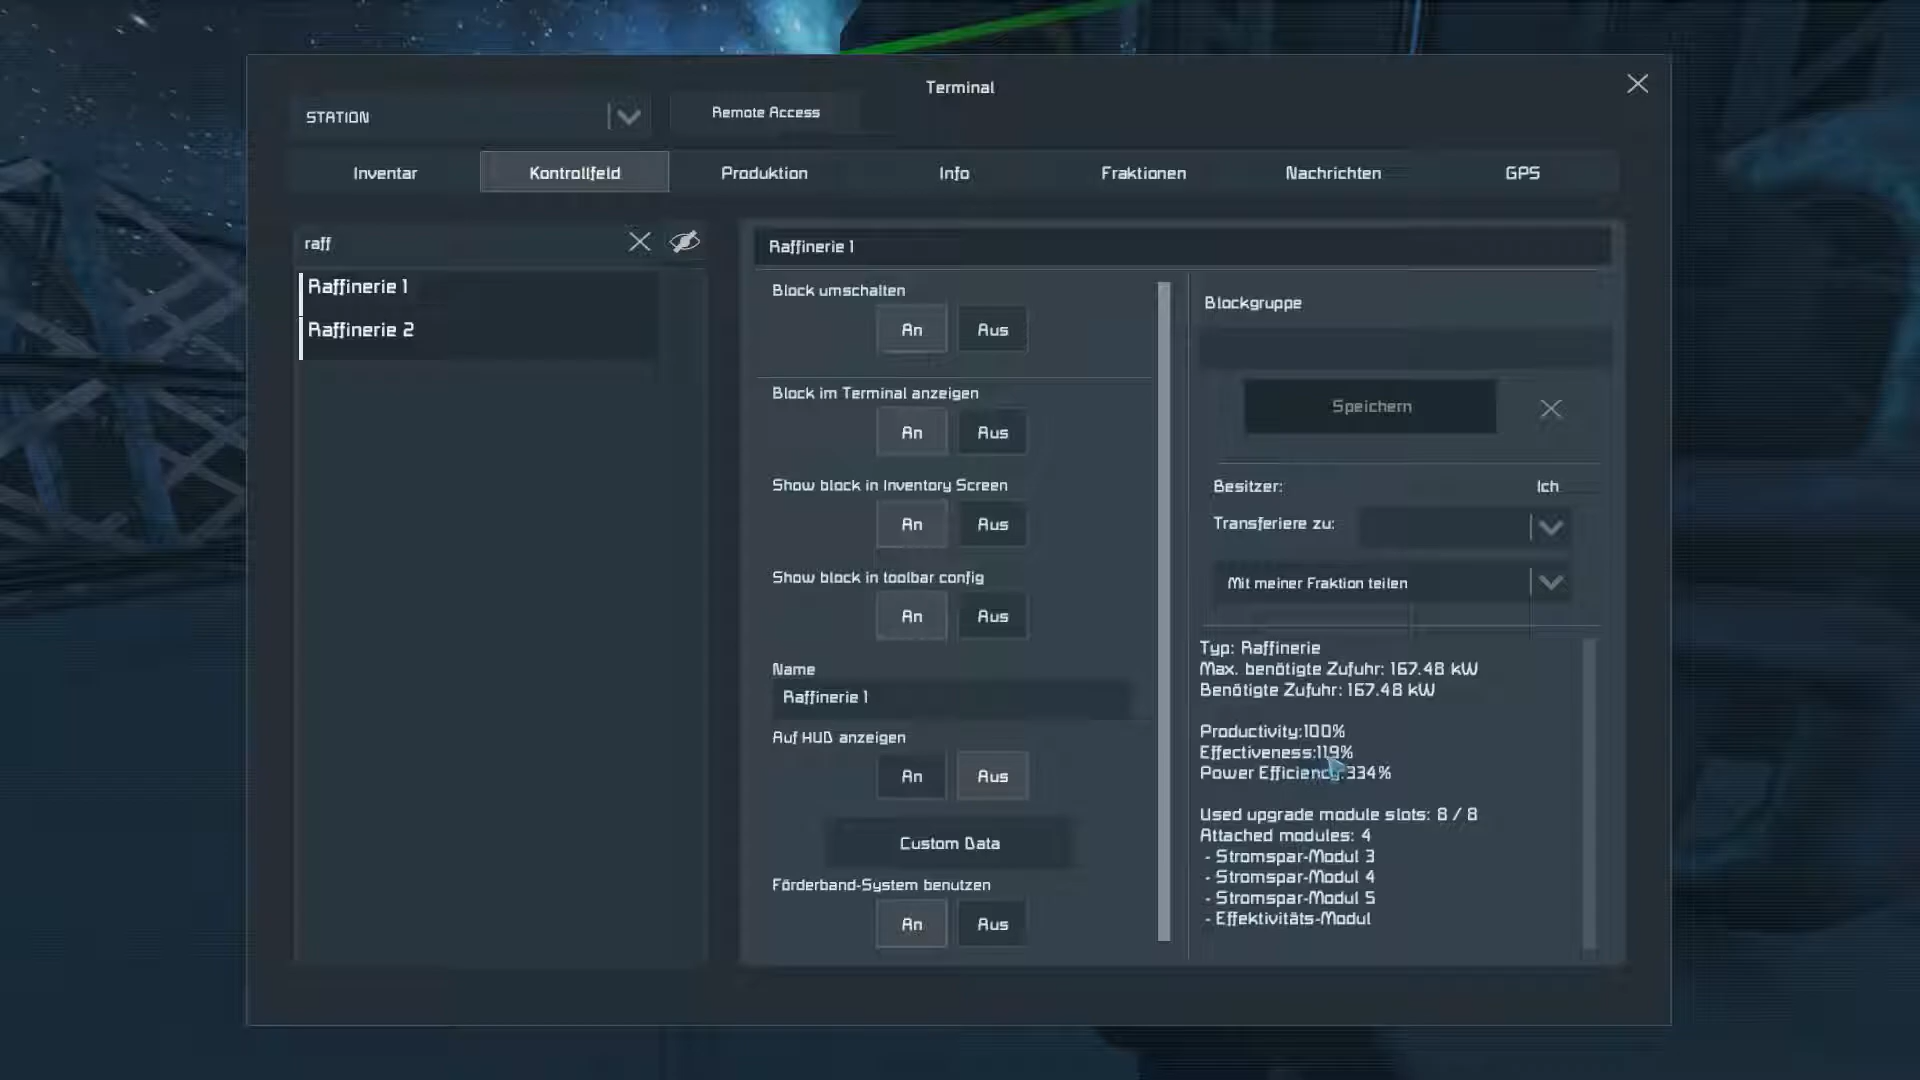 Terminal
STATION
Remote Access
Inventar
Kontrollfeld
Produktion
Info
Fraktionen
Nachrichten
GPS
raff
Raffinerie 1
Raffinerie 2
Raffinerie 1
Block umschalten
An Aus
Block im Terminal anzeigen
An Aus
Show block in Inventory Screen
An Aus
Show block in toolbar config
An Aus
Name
Raffinerie 1
Auf HUD anzeigen
An Aus
Custom Data
Förderband-System benutzen
An Aus
Blockgruppe
Speichern
Besitzer: Ich
Transferiere zu:
Mit meiner Fraktion teilen
Typ: Raffinerie
Max. benötigte Zufuhr: 167.48 kW
Benötigte Zufuhr: 167.48 kW
Productivity:100%
Effectiveness:119%
Power Efficiency:334%
Used upgrade module slots: 8 / 8
Attached modules: 4
- Stromspar-Modul 3
- Stromspar-Modul 4
- Stromspar-Modul 5
- Effektivitäts-Modul